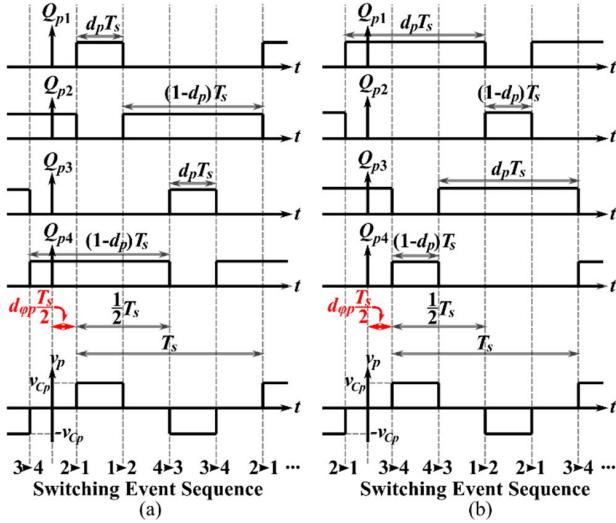 Q_p1 d_pT_s t
Q_p2 (1-d_p)T_s t
Q_p3 d_pT_s t
Q_p4 (1-d_p)T_s t
d_φp T_s/2 1/2 T_s
v_p T_s
v_Cp t
-v_Cp
3►4 2►1 1►2 4►3 3►4 2►1 ...
Switching Event Sequence
(a)
Q_p1 d_pT_s t
Q_p2 (1-d_p)T_s t
Q_p3 d_pT_s t
Q_p4 (1-d_p)T_s t
d_φp T_s/2 1/2 T_s
v_p T_s
v_Cp t
-v_Cp
2►1 3►4 4►3 1►2 2►1 3►4 ...
Switching Event Sequence
(b)